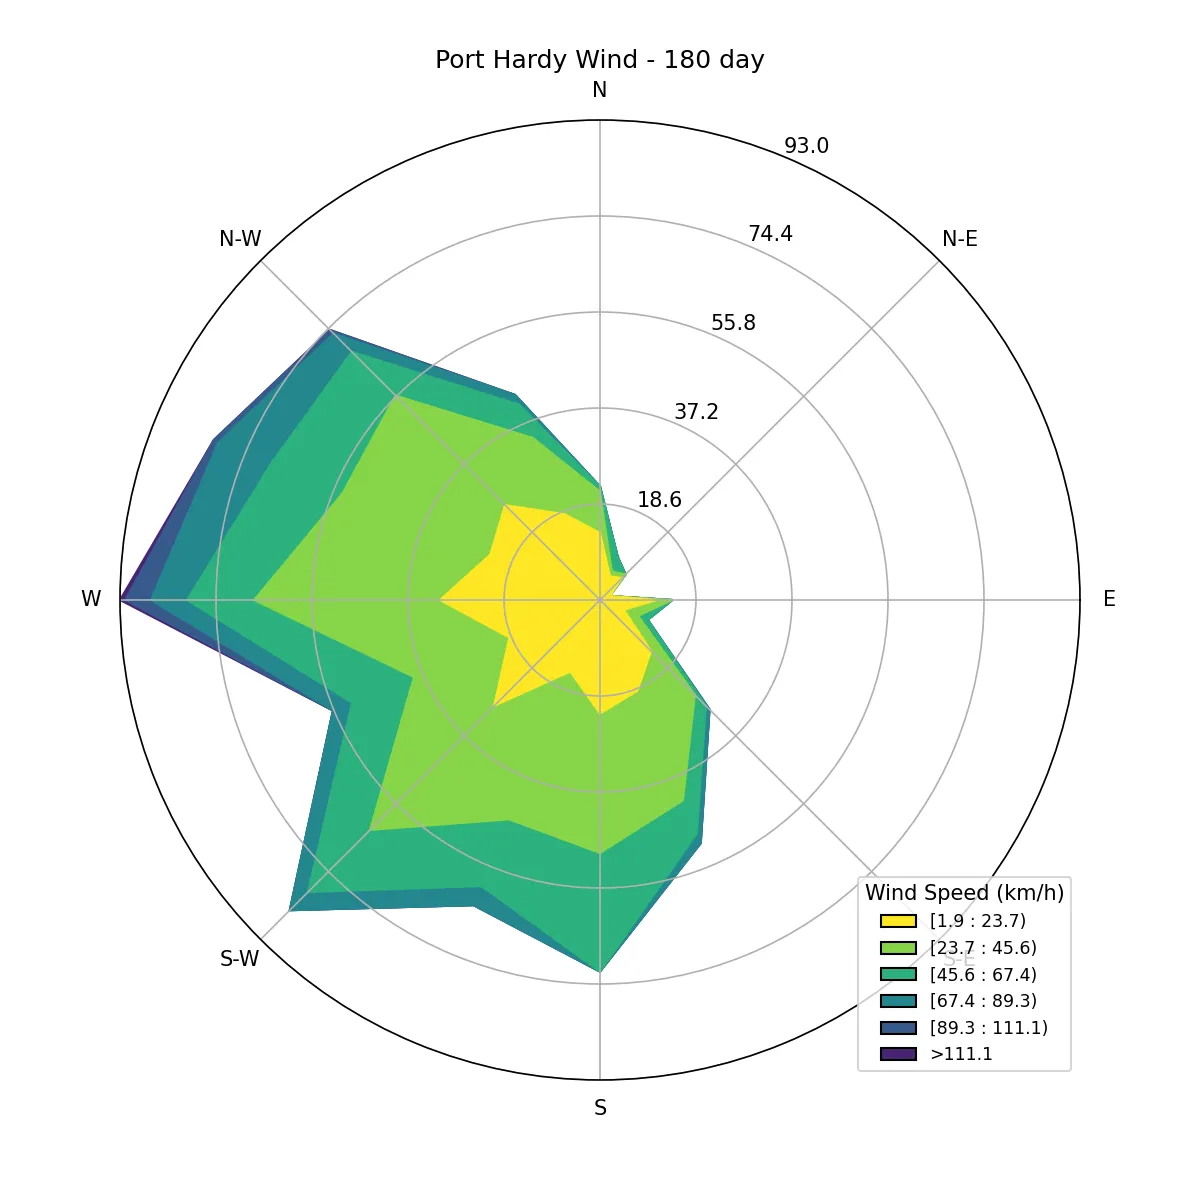 Port Hardy Wind - 180 day
N
93.0
74.4
N-W
N-E
55.8
37.2
18.6
W
E
Wind Speed (km/h)
[1.9 : 23.7)
[23.7 : 45.6)
S-W
S-E
[45.6 : 67.4)
[67.4 : 89.3)
[89.3 : 111.1)
>111.1
S